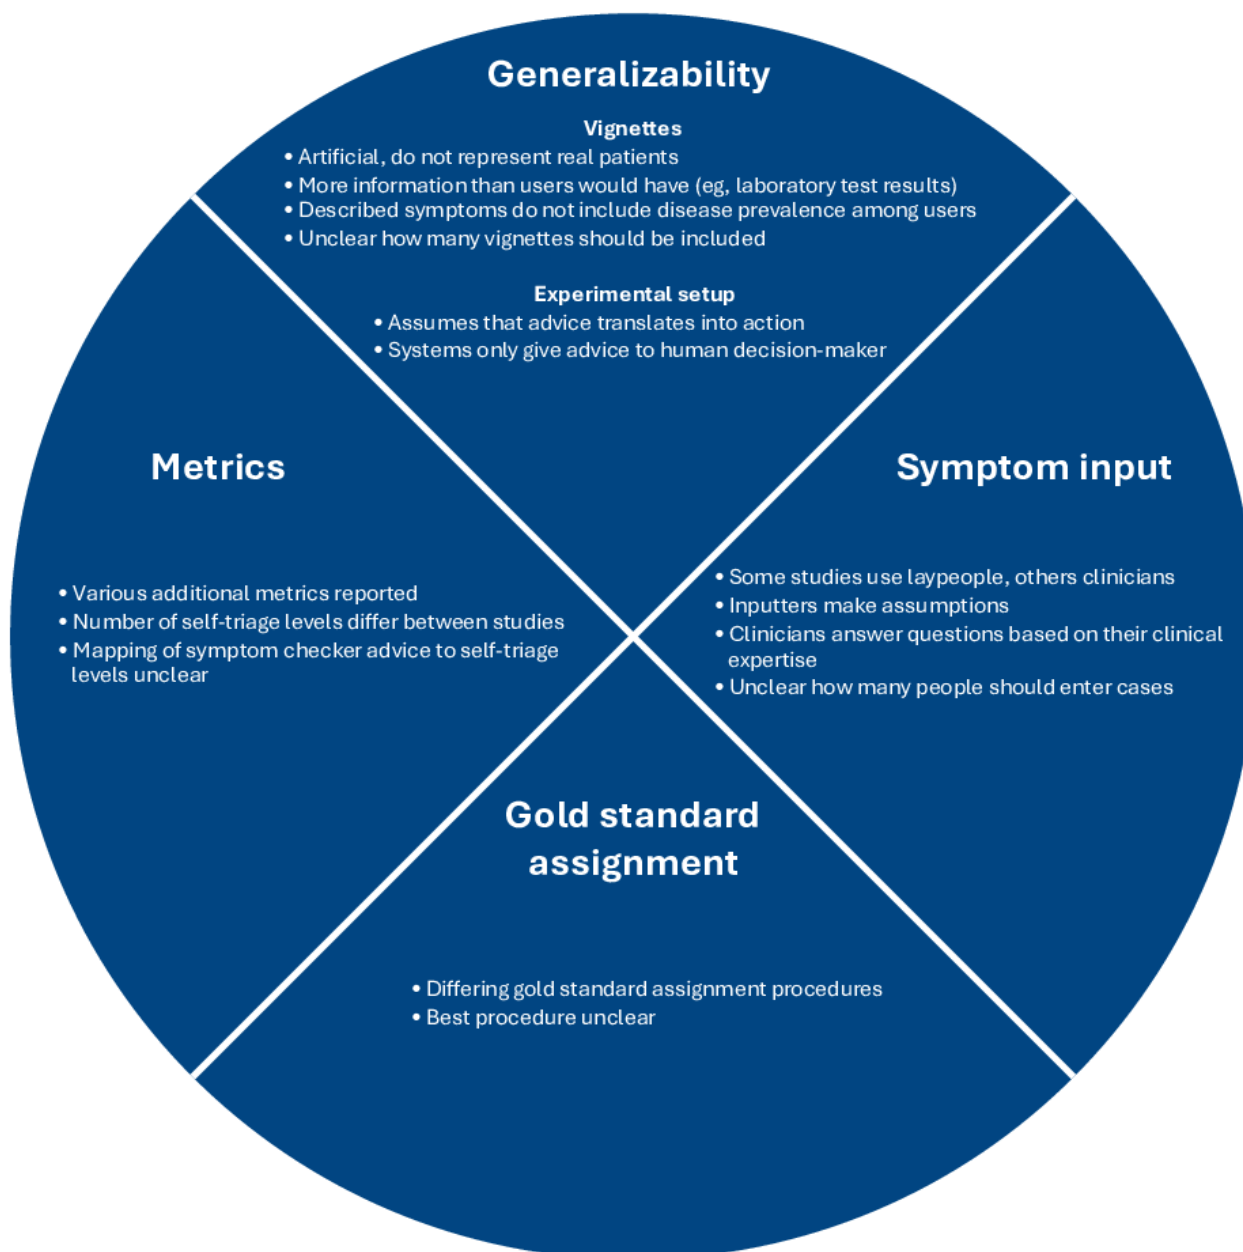 Generalizability
Vignettes
• Artificial, do not represent real patients
• More information than users would have (eg, laboratory test results)
• Described symptoms do not include disease prevalence among users
• Unclear how many vignettes should be included
Experimental setup
• Assumes that advice translates into action
• Systems only give advice to human decision-maker
Metrics
• Various additional metrics reported
• Number of self-triage levels differ between studies
• Mapping of symptom checker advice to self-triage
levels unclear
Symptom input
• Some studies use laypeople, others clinicians
• Inputters make assumptions
• Clinicians answer questions based on their clinical
expertise
• Unclear how many people should enter cases
Gold standard
assignment
• Differing gold standard assignment procedures
• Best procedure unclear